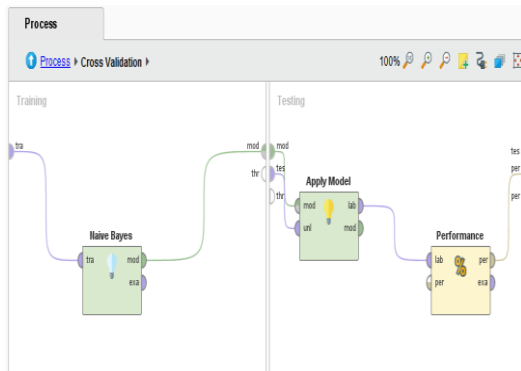 Process
Process ▸ Cross Validation ▸
100%
Training
Testing
tra
mod
thr
Naive Bayes
tra
mod
exa
mod
tes
thr
Apply Model
mod
unl
lab
mod
Performance
lab
per
per
exa
tes
per
per